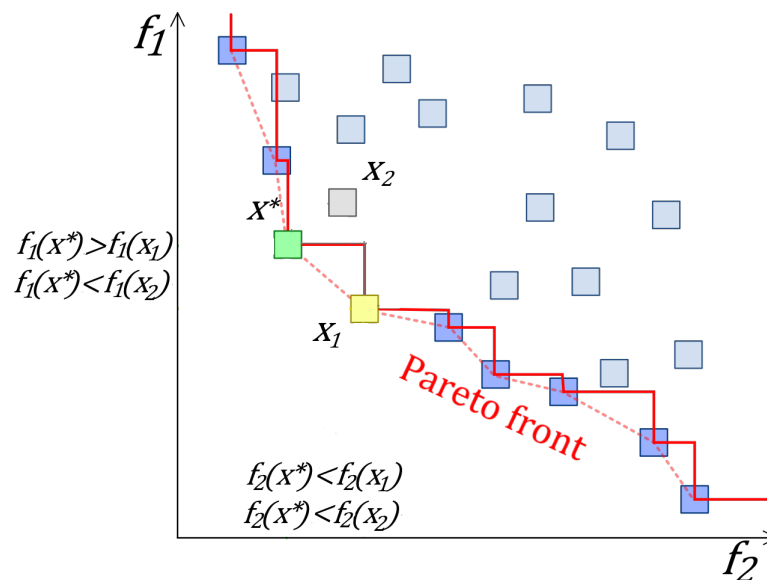 f₁
x₂
x*
f₁(x*)>f₁(x₁)
f₁(x*)<f₁(x₂)
x₁
Pareto front
f₂(x*)<f₂(x₁)
f₂(x*)<f₂(x₂)
f₂